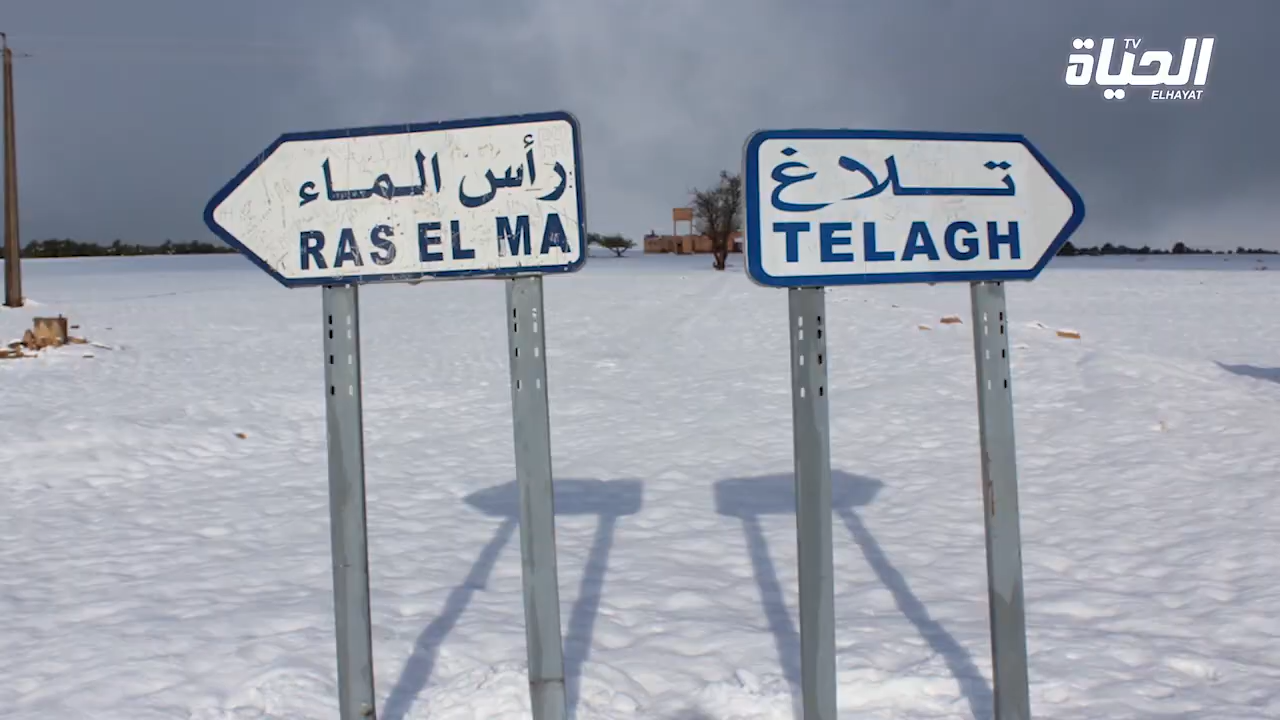 الحياة
TV
ELHAYAT
رأس الماء
RAS EL MA
تلاغ
TELAGH